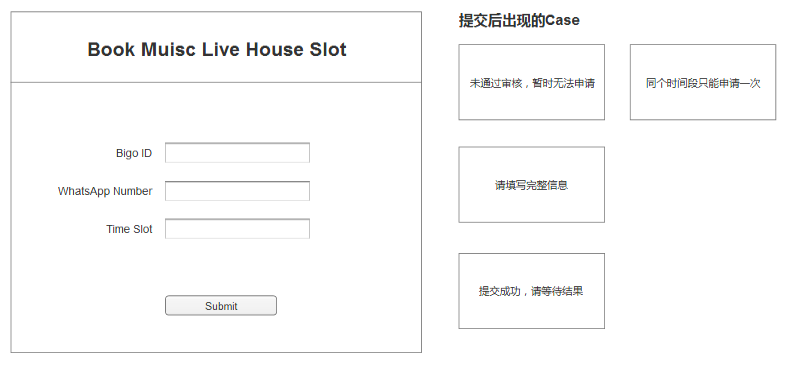 Book Muisc Live House Slot
Bigo ID
WhatsApp Number
Time Slot
Submit
提交后出现的Case
未通过审核，暂时无法申请
同个时间段只能申请一次
请填写完整信息
提交成功，请等待结果